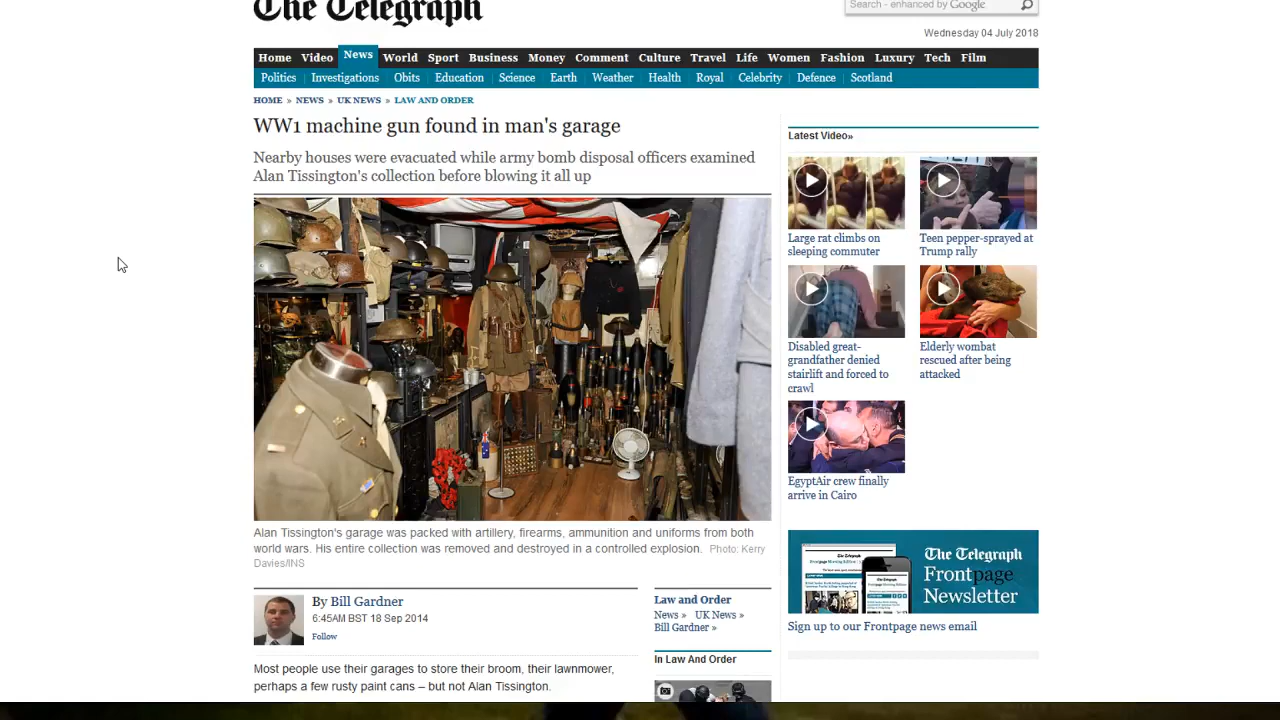 The Telegraph
Search - enhanced by Google
Wednesday 04 July 2018
Home Video News World Sport Business Money Comment Culture Travel Life Women Fashion Luxury Tech Film
Politics Investigations Obits Education Science Earth Weather Health Royal Celebrity Defence Scotland
HOME » NEWS » UK NEWS » LAW AND ORDER
WW1 machine gun found in man's garage
Nearby houses were evacuated while army bomb disposal officers examined
Alan Tissington's collection before blowing it all up
Alan Tissington's garage was packed with artillery, firearms, ammunition and uniforms from both
world wars. His entire collection was removed and destroyed in a controlled explosion. Photo: Kerry
Davies/INS
By Bill Gardner
6:45AM BST 18 Sep 2014
Follow
Most people use their garages to store their broom, their lawnmower,
perhaps a few rusty paint cans – but not Alan Tissington.
Law and Order
News » UK News »
Bill Gardner »
In Law And Order
Latest Video»
Large rat climbs on
sleeping commuter
Teen pepper-sprayed at
Trump rally
Disabled great-
grandfather denied
stairlift and forced to
crawl
Elderly wombat
rescued after being
attacked
EgyptAir crew finally
arrive in Cairo
The Telegraph
Frontpage
Newsletter
Sign up to our Frontpage news email